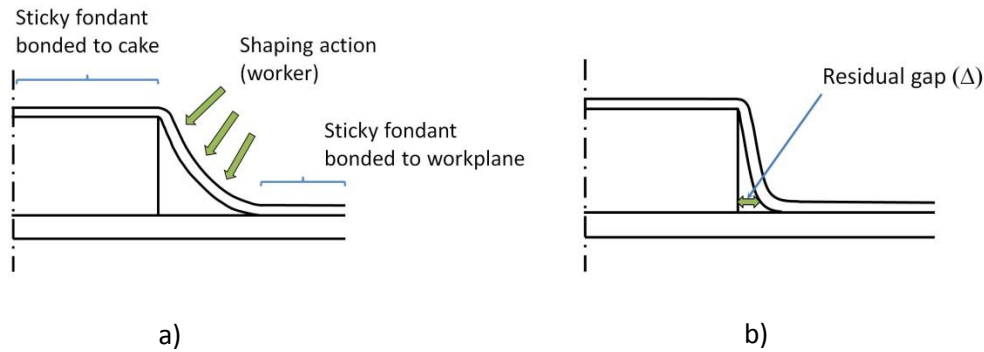 Sticky fondant
bonded to cake
Shaping action
(worker)
Sticky fondant
bonded to workplane
Residual gap (Δ)
a)
b)